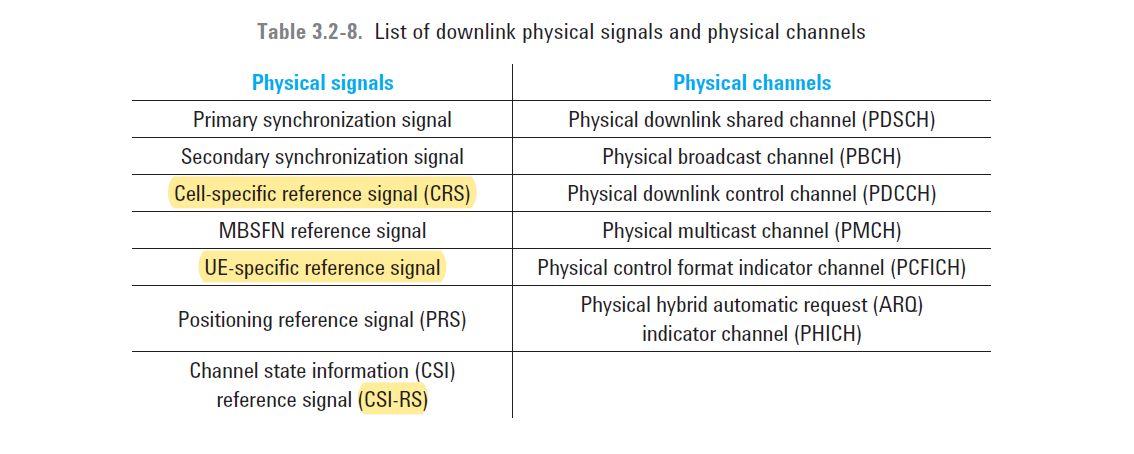 Table 3.2-8. List of downlink physical signals and physical channels
Physical signals Physical channels
Primary synchronization signal Physical downlink shared channel (PDSCH)
Secondary synchronization signal Physical broadcast channel (PBCH)
Cell-specific reference signal (CRS) Physical downlink control channel (PDCCH)
MBSFN reference signal Physical multicast channel (PMCH)
UE-specific reference signal Physical control format indicator channel (PCFICH)
Positioning reference signal (PRS) Physical hybrid automatic request (ARQ)
indicator channel (PHICH)
Channel state information (CSI)
reference signal (CSI-RS)